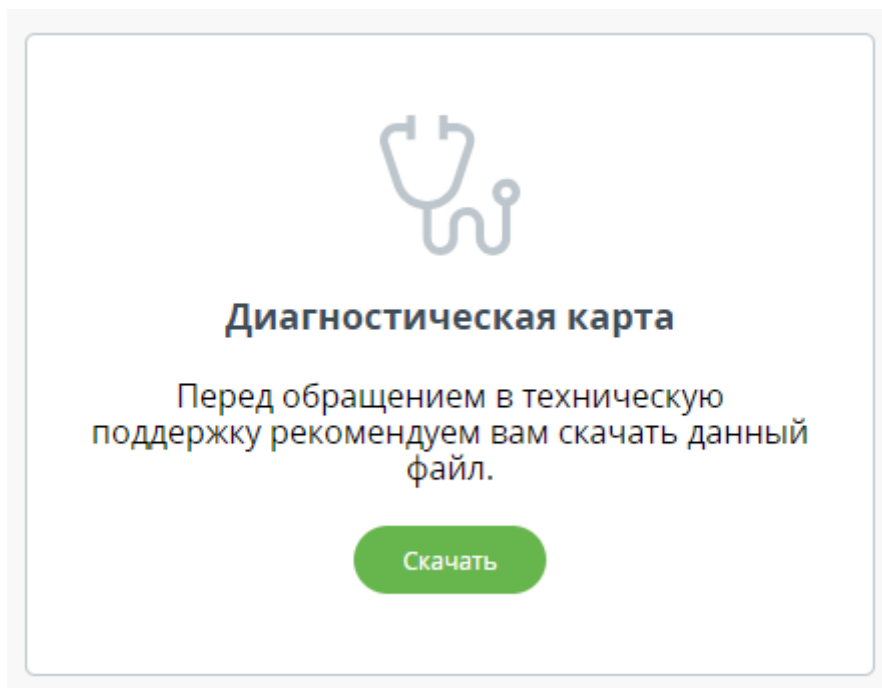 Диагностическая карта
Перед обращением в техническую
поддержку рекомендуем вам скачать данный
файл.
Скачать